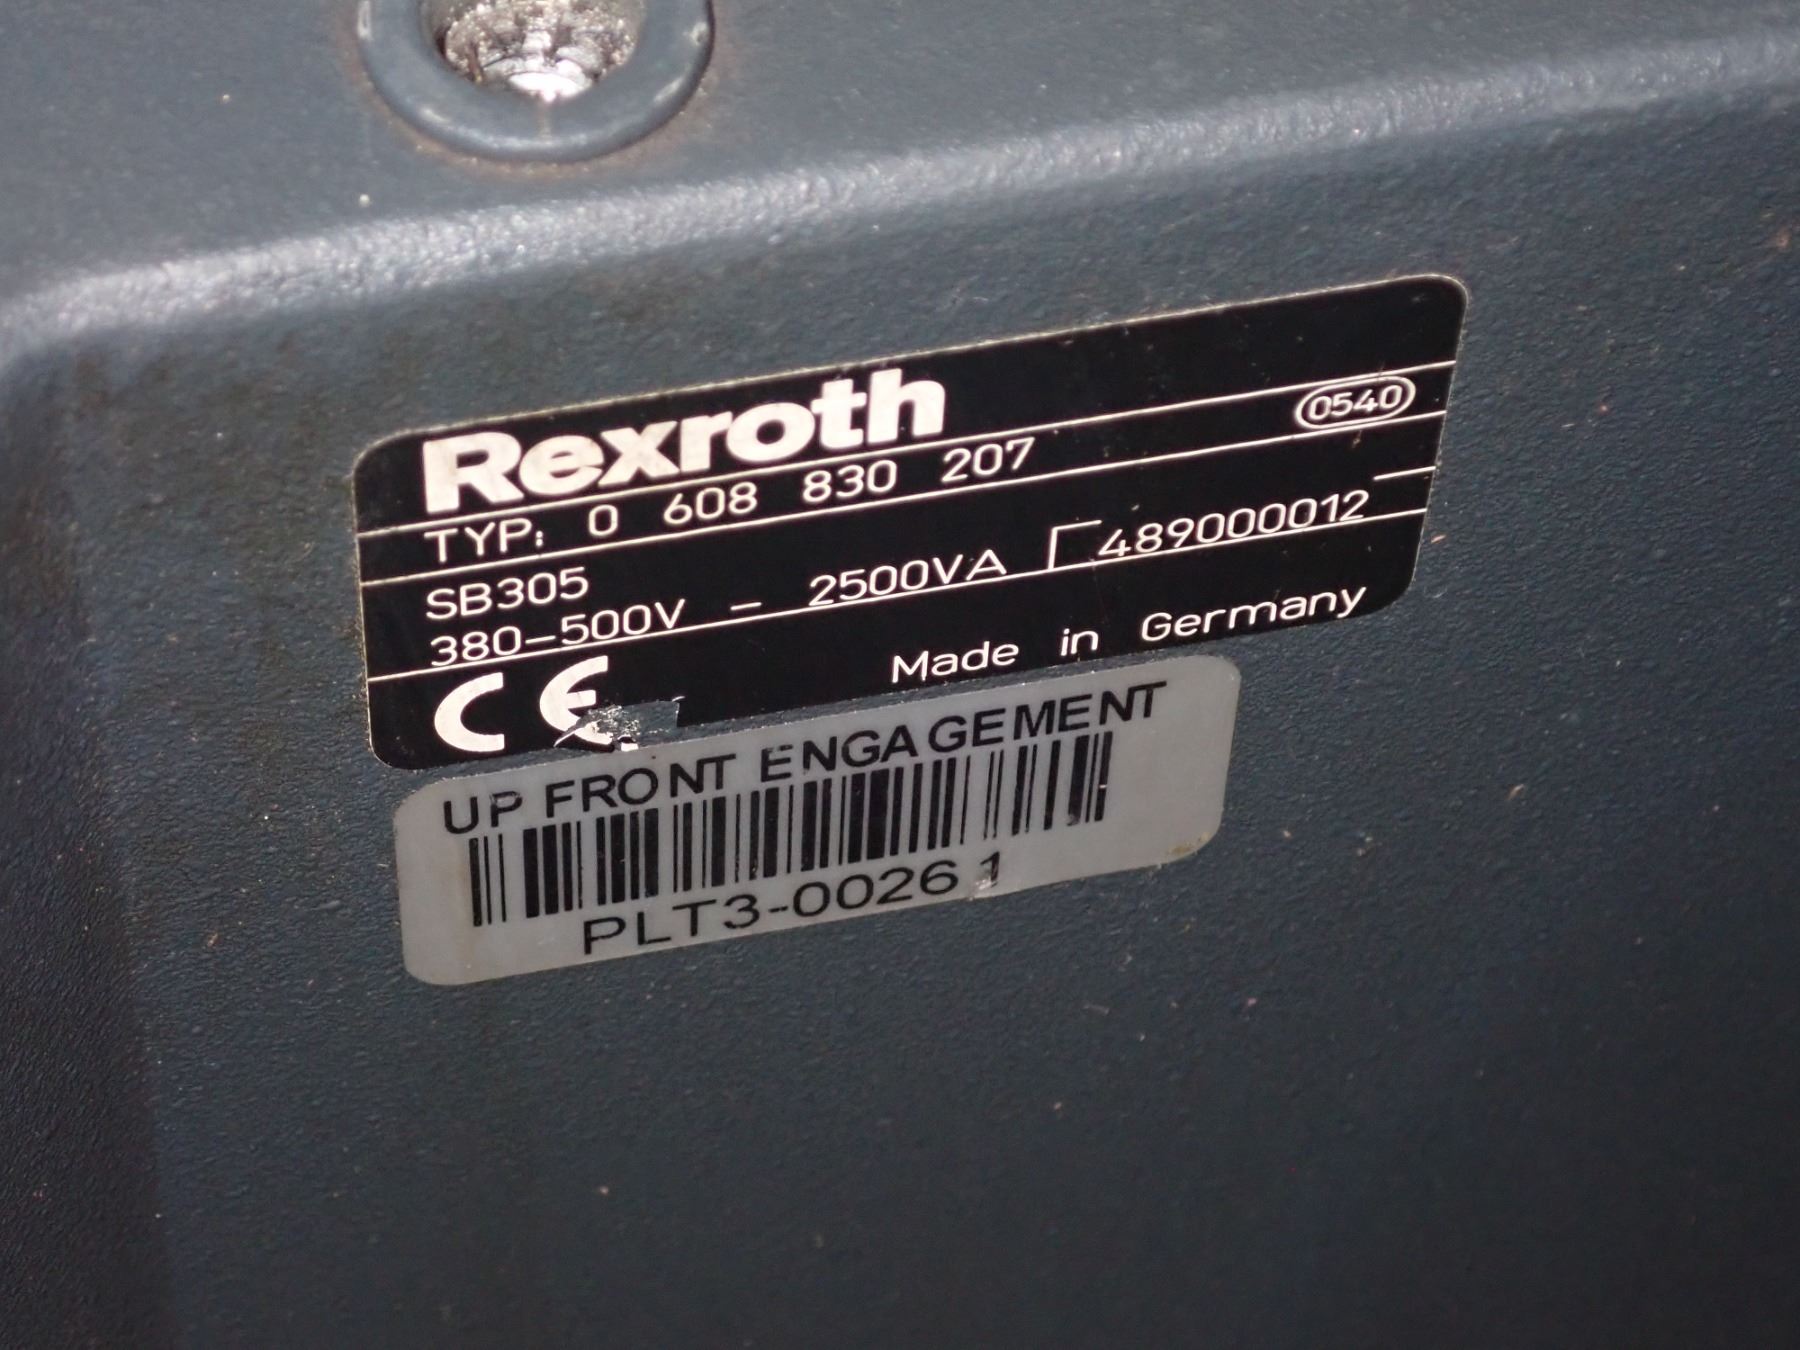 Rexroth
TYP: 0 608 830 207 0540
SB305
380-500V - 2500VA 489000012
CE Made in Germany
UP FRONT ENGAGEMENT
PLT3-00261